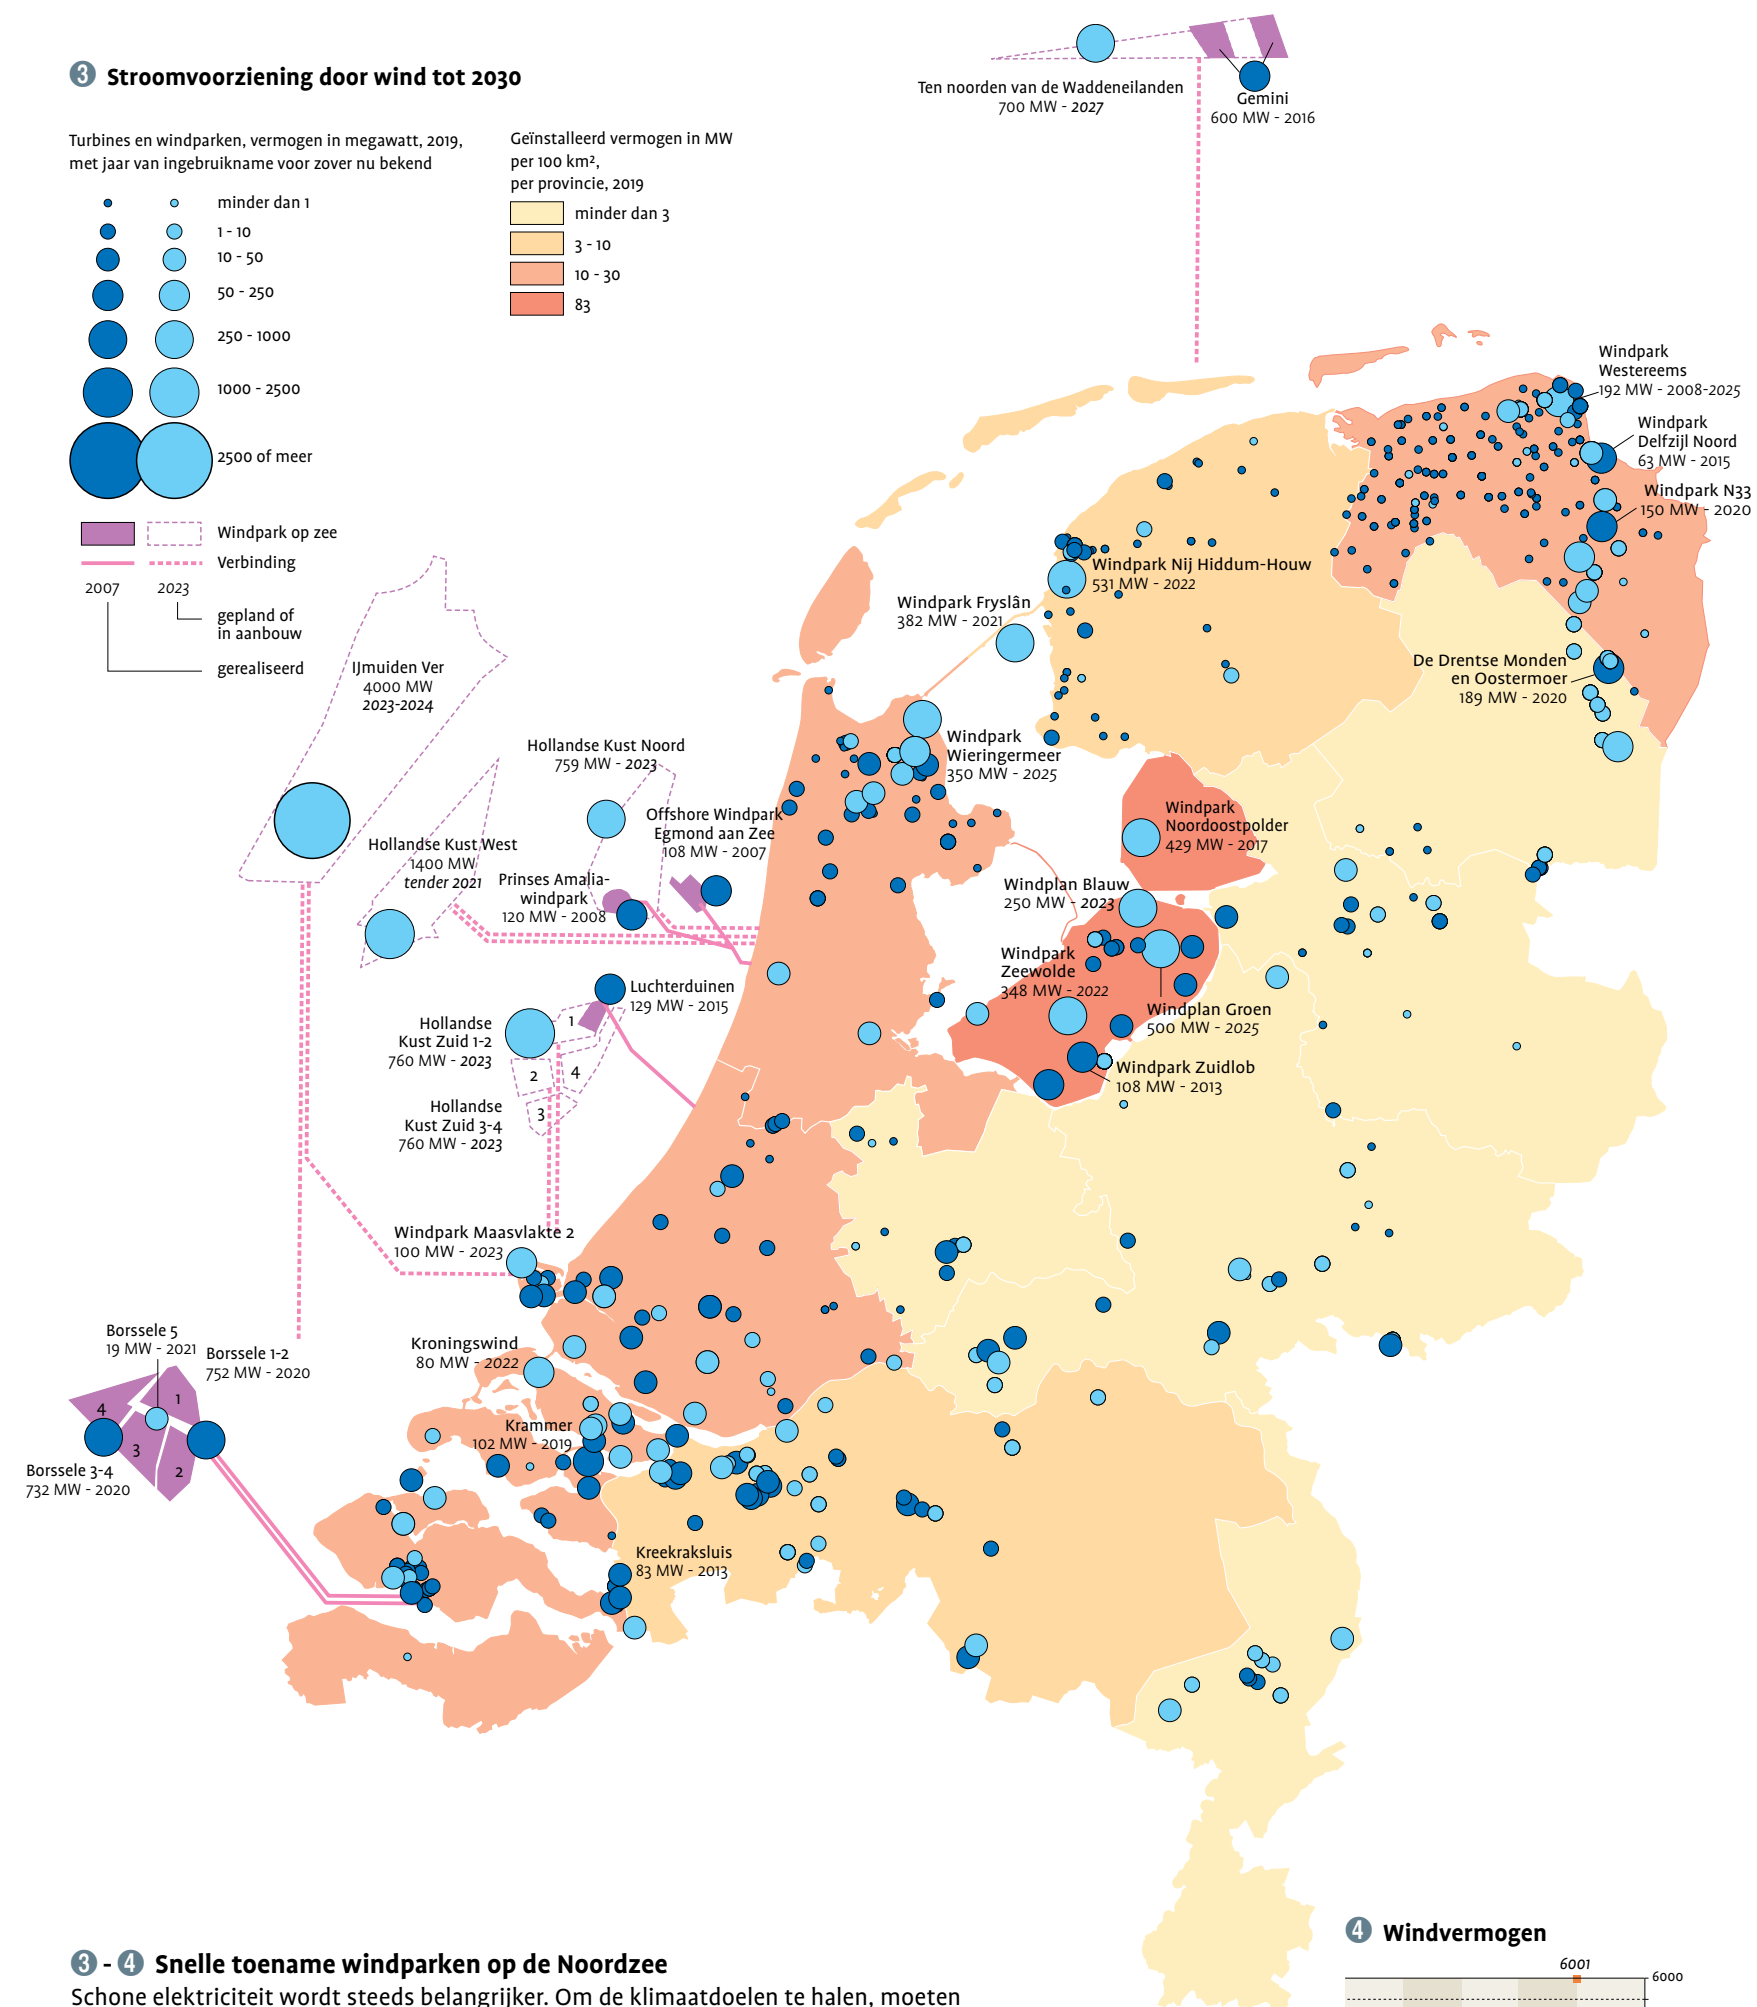 3 Stroomvoorziening door wind tot 2030
Turbines en windparken, vermogen in megawatt, 2019,
met jaar van ingebruikname voor zover nu bekend
minder dan 1
1 - 10
10 - 50
50 - 250
250 - 1000
1000 - 2500
2500 of meer
Windpark op zee
Verbinding
2007
2023
gepland of
in aanbouw
gerealiseerd
Geïnstalleerd vermogen in MW
per 100 km²,
per provincie, 2019
minder dan 3
3 - 10
10 - 30
83
Ten noorden van de Waddeneilanden
700 MW - 2027
Gemini
600 MW - 2016
Windpark
Westereems
192 MW - 2008-2025
Windpark
Delfzijl Noord
63 MW - 2015
Windpark N33
150 MW - 2020
Windpark Nij Hiddum-Houw
531 MW - 2022
Windpark Fryslân
382 MW - 2021
De Drentse Monden
en Oostermoer
189 MW - 2020
IJmuiden Ver
4000 MW
2023-2024
Hollandse Kust Noord
759 MW - 2023
Windpark
Wieringermeer
350 MW - 2025
Offshore Windpark
Egmond aan Zee
108 MW - 2007
Windpark
Noordoostpolder
429 MW - 2017
Hollandse Kust West
1400 MW
tender 2021
Prinses Amalia-
windpark
120 MW - 2008
Windplan Blauw
250 MW - 2023
Windpark
Zeewolde
348 MW - 2022
Windplan Groen
500 MW - 2025
Luchterduinen
129 MW - 2015
Hollandse
Kust Zuid 1-2
760 MW - 2023
1
2
4
3
Hollandse
Kust Zuid 3-4
760 MW - 2023
Windpark Zuidlob
108 MW - 2013
Windpark Maasvlakte 2
100 MW - 2023
Borssele 5
19 MW - 2021
Borssele 1-2
752 MW - 2020
Kroningswind
80 MW - 2022
4
1
3
2
Borssele 3-4
732 MW - 2020
Krammer
102 MW - 2019
Kreekraksluis
83 MW - 2013
3 - 4 Snelle toename windparken op de Noordzee
Schone elektriciteit wordt steeds belangrijker. Om de klimaatdoelen te halen, moeten
4 Windvermogen
6001
6000